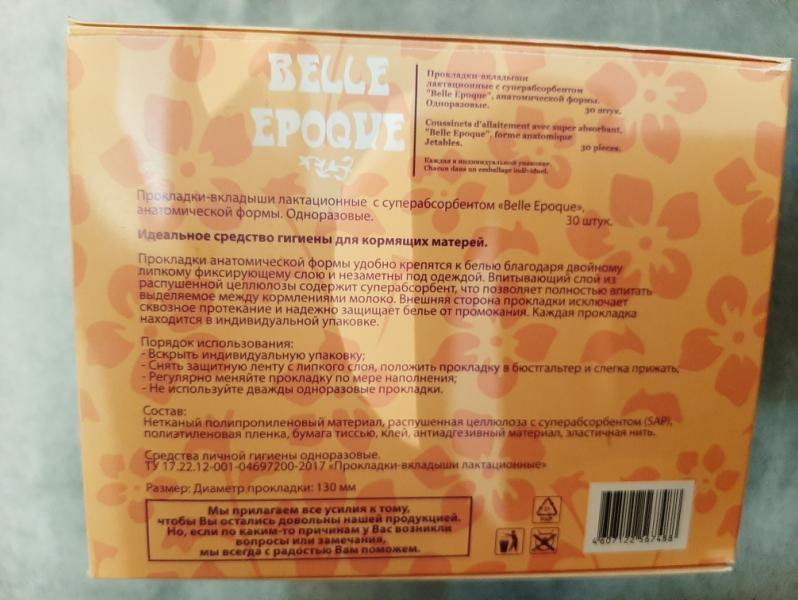 BELLE
EPOQUE
Прокладки-вкладыши
лактационные с суперабсорбентом
"Belle Epoque", анатомической формы.
Одноразовые.
30 штук.
Coussinets d'allaitement avec super absorbant,
"Belle Epoque", forme anatomique
Jetables.
30 pieces.
Каждая в индивидуальной упаковке
Chacun dans un emballage individuel.
Прокладки-вкладыши лактационные с суперабсорбентом «Belle Epoque»,
анатомической формы. Одноразовые.
30 штук.
Идеальное средство гигиены для кормящих матерей.
Прокладки анатомической формы удобно крепятся к белью благодаря двойному
липкому фиксирующему слою и незаметны под одеждой. Впитывающий слой из
распушенной целлюлозы содержит суперабсорбент, что позволяет полностью впитать
выделяемое между кормлениями молоко. Внешняя сторона прокладки исключает
сквозное протекание и надежно защищает белье от промокания. Каждая прокладка
находится в индивидуальной упаковке.
Порядок использования:
- Вскрыть индивидуальную упаковку;
- Снять защитную ленту с липкого слоя, положить прокладку в бюстгальтер и слегка прижать;
- Регулярно меняйте прокладку по мере наполнения;
- Не используйте дважды одноразовые прокладки.
Состав:
Нетканый полипропиленовый материал, распушенная целлюлоза с суперабсорбентом (SAP),
полиэтиленовая пленка, бумага тиссью, клей, антиадгезивный материал, эластичная нить.
Средства личной гигиены одноразовые.
ТУ 17.22.12-001-04697200-2017 «Прокладки-вкладыши лактационные»
Размер: Диаметр прокладки: 130 мм
Мы прилагаем все усилия к тому,
чтобы Вы остались довольны нашей продукцией.
Но, если по каким-то причинам у Вас возникли
вопросы или замечания,
мы всегда с радостью Вам поможем.
PAP